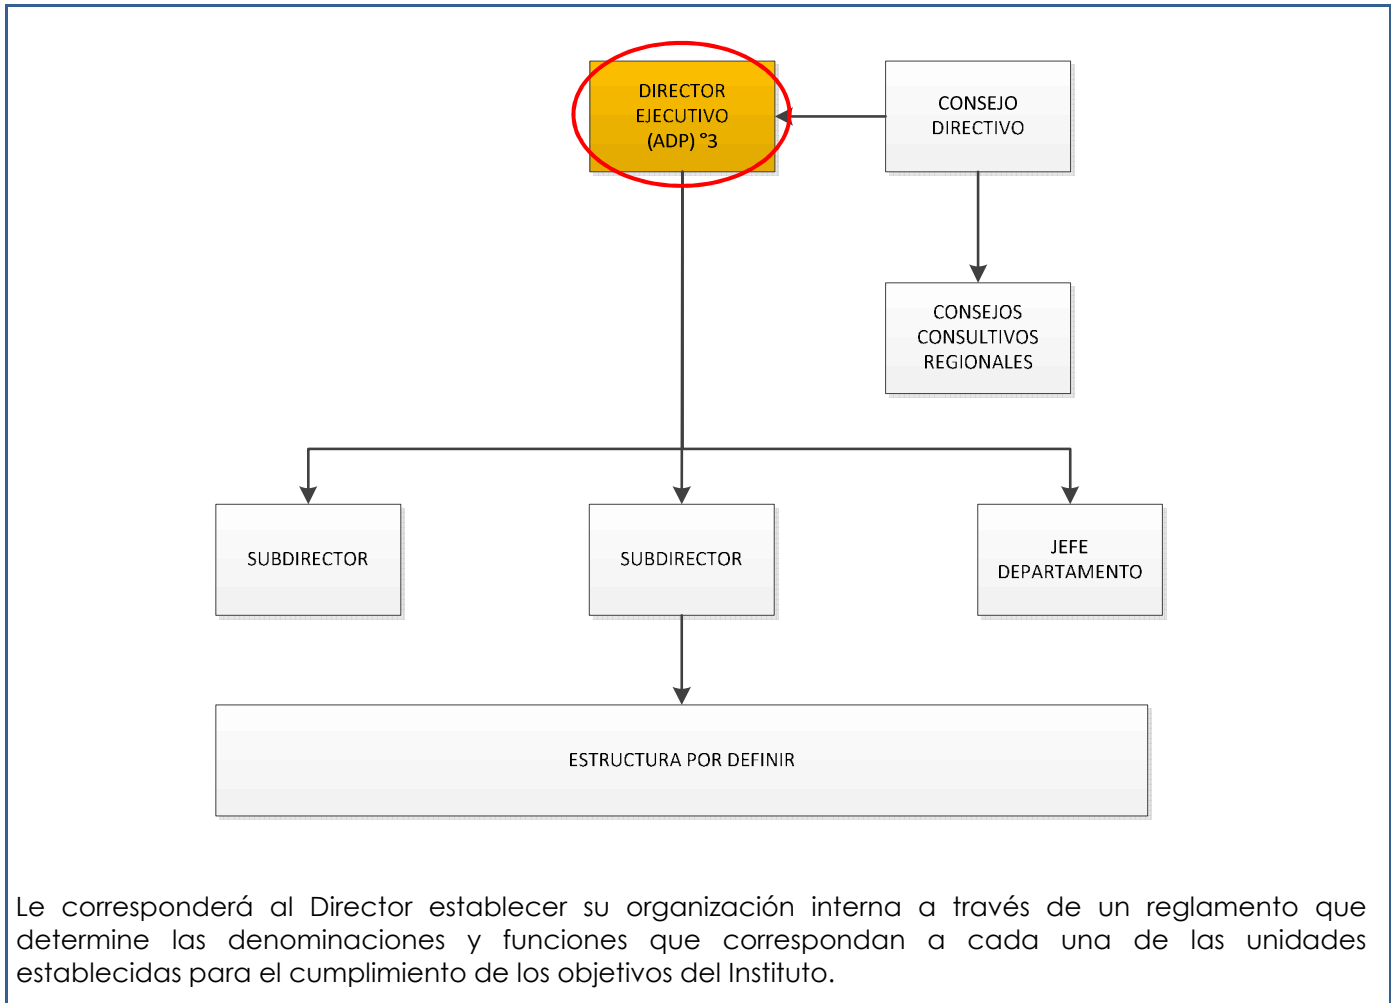 DIRECTOR
EJECUTIVO
(ADP) °3
CONSEJO
DIRECTIVO
CONSEJOS
CONSULTIVOS
REGIONALES
SUBDIRECTOR
SUBDIRECTOR
JEFE
DEPARTAMENTO
ESTRUCTURA POR DEFINIR
Le corresponderá al Director establecer su organización interna a través de un reglamento que
determine las denominaciones y funciones que correspondan a cada una de las unidades
establecidas para el cumplimiento de los objetivos del Instituto.